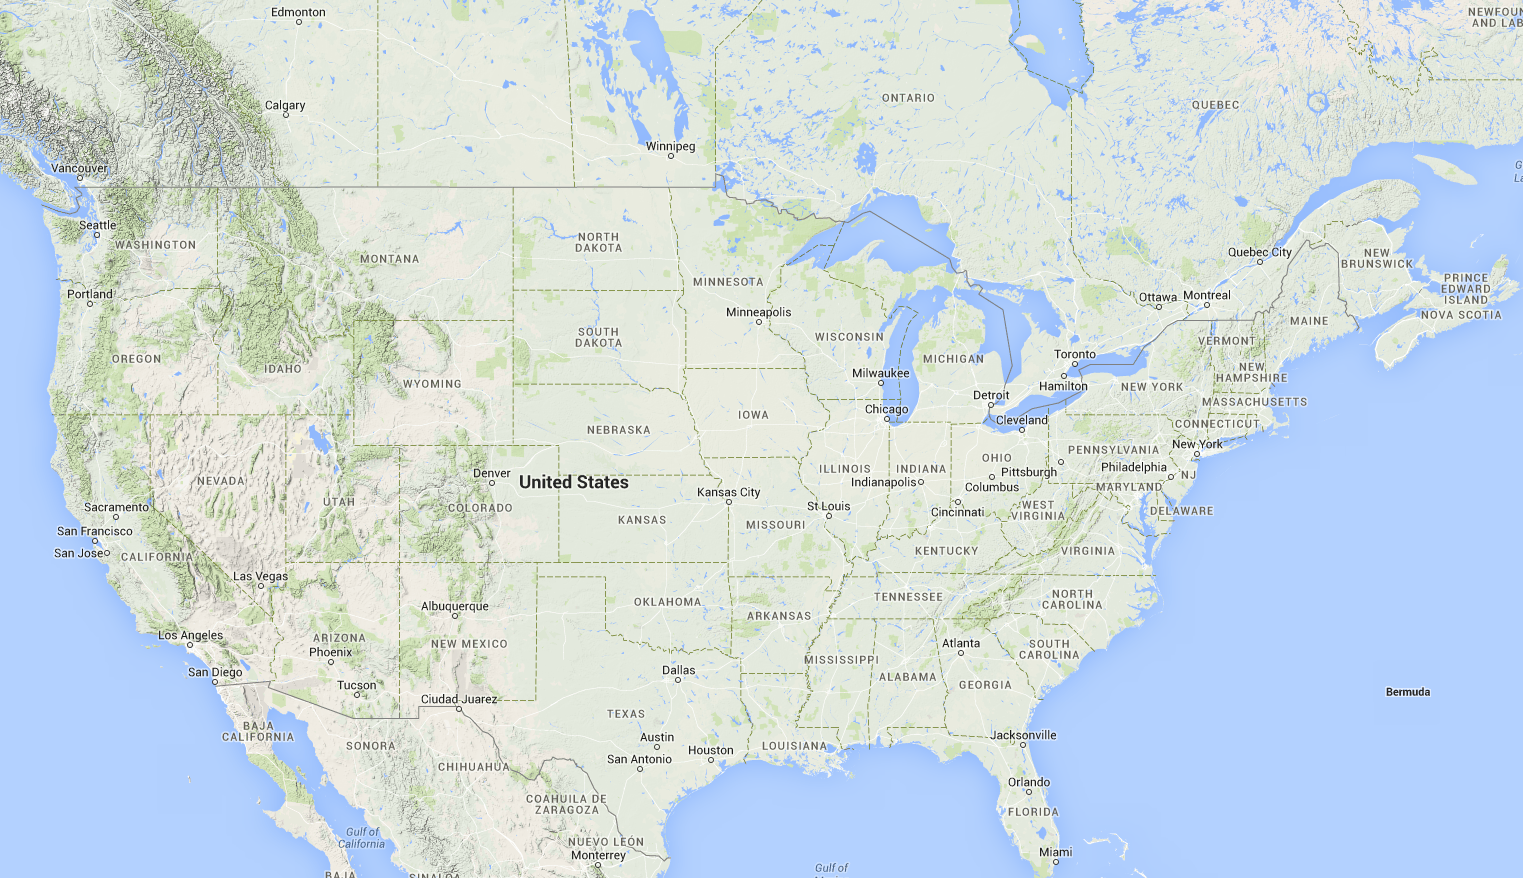 Edmonton
NEWFOUN
AND LAB
Calgary
ONTARIO
QUEBEC
Winnipeg
Vancouver
Seattle
WASHINGTON
NORTH
DAKOTA
MONTANA
Quebec City
NEW
BRUNSWICK
MINNESOTA
PRINCE
EDWARD
ISLAND
Portland
Ottawa
Montreal
NOVA SCOTIA
Minneapolis
MAINE
SOUTH
DAKOTA
WISCONSIN
VERMONT
OREGON
MICHIGAN
Toronto
IDAHO
Milwaukee
NEW
HAMPSHIRE
WYOMING
Hamilton
NEW YORK
Detroit
MASSACHUSETTS
IOWA
Chicago
Cleveland
CONNECTICUT
NEBRASKA
New York
PENNSYLVANIA
OHIO
ILLINOIS
INDIANA
Pittsburgh
Philadelphia
NJ
Denver
NEVADA
United States
Indianapolis
Columbus
MARYLAND
Kansas City
UTAH
COLORADO
Sacramento
St Louis
Cincinnati
WEST
VIRGINIA
DELAWARE
KANSAS
MISSOURI
San Francisco
San Jose
CALIFORNIA
KENTUCKY
VIRGINIA
Las Vegas
Albuquerque
OKLAHOMA
TENNESSEE
NORTH
CAROLINA
ARKANSAS
Los Angeles
ARIZONA
Phoenix
NEW MEXICO
Atlanta
SOUTH
CAROLINA
MISSISSIPPI
San Diego
Dallas
ALABAMA
GEORGIA
Tucson
Bermuda
Ciudad Juarez
TEXAS
BAJA
CALIFORNIA
Austin
Jacksonville
SONORA
San Antonio
Houston
LOUISIANA
CHIHUAHUA
Orlando
COAHUILA DE
ZARAGOZA
FLORIDA
Gulf of
California
NUEVO LEÓN
Monterrey
Miami
Gulf of
BAJA
SINALOA